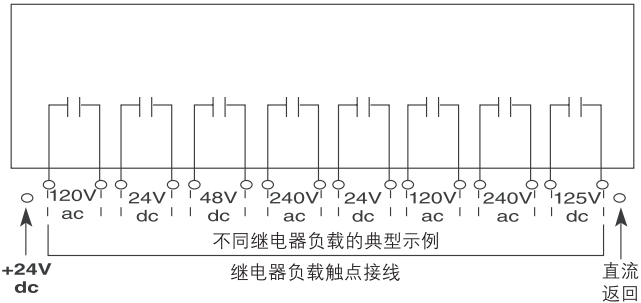 120V 24V 48V 240V 24V 120V 240V 125V
ac dc dc ac dc ac ac dc
不同继电器负载的典型示例
+24V
dc
继电器负载触点接线
直流
返回